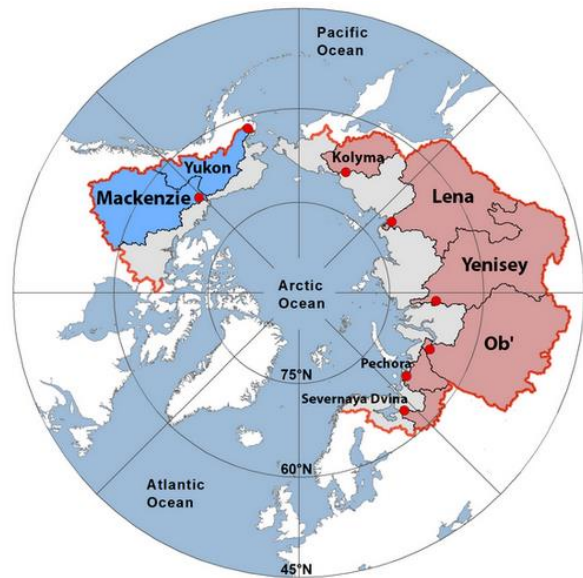 Pacific
Ocean
Kolyma
Yukon
Mackenzie
Lena
Yenisey
Arctic
Ocean
Ob'
Pechora
75°N
Severnaya Dvina
60°N
Atlantic
Ocean
45°N